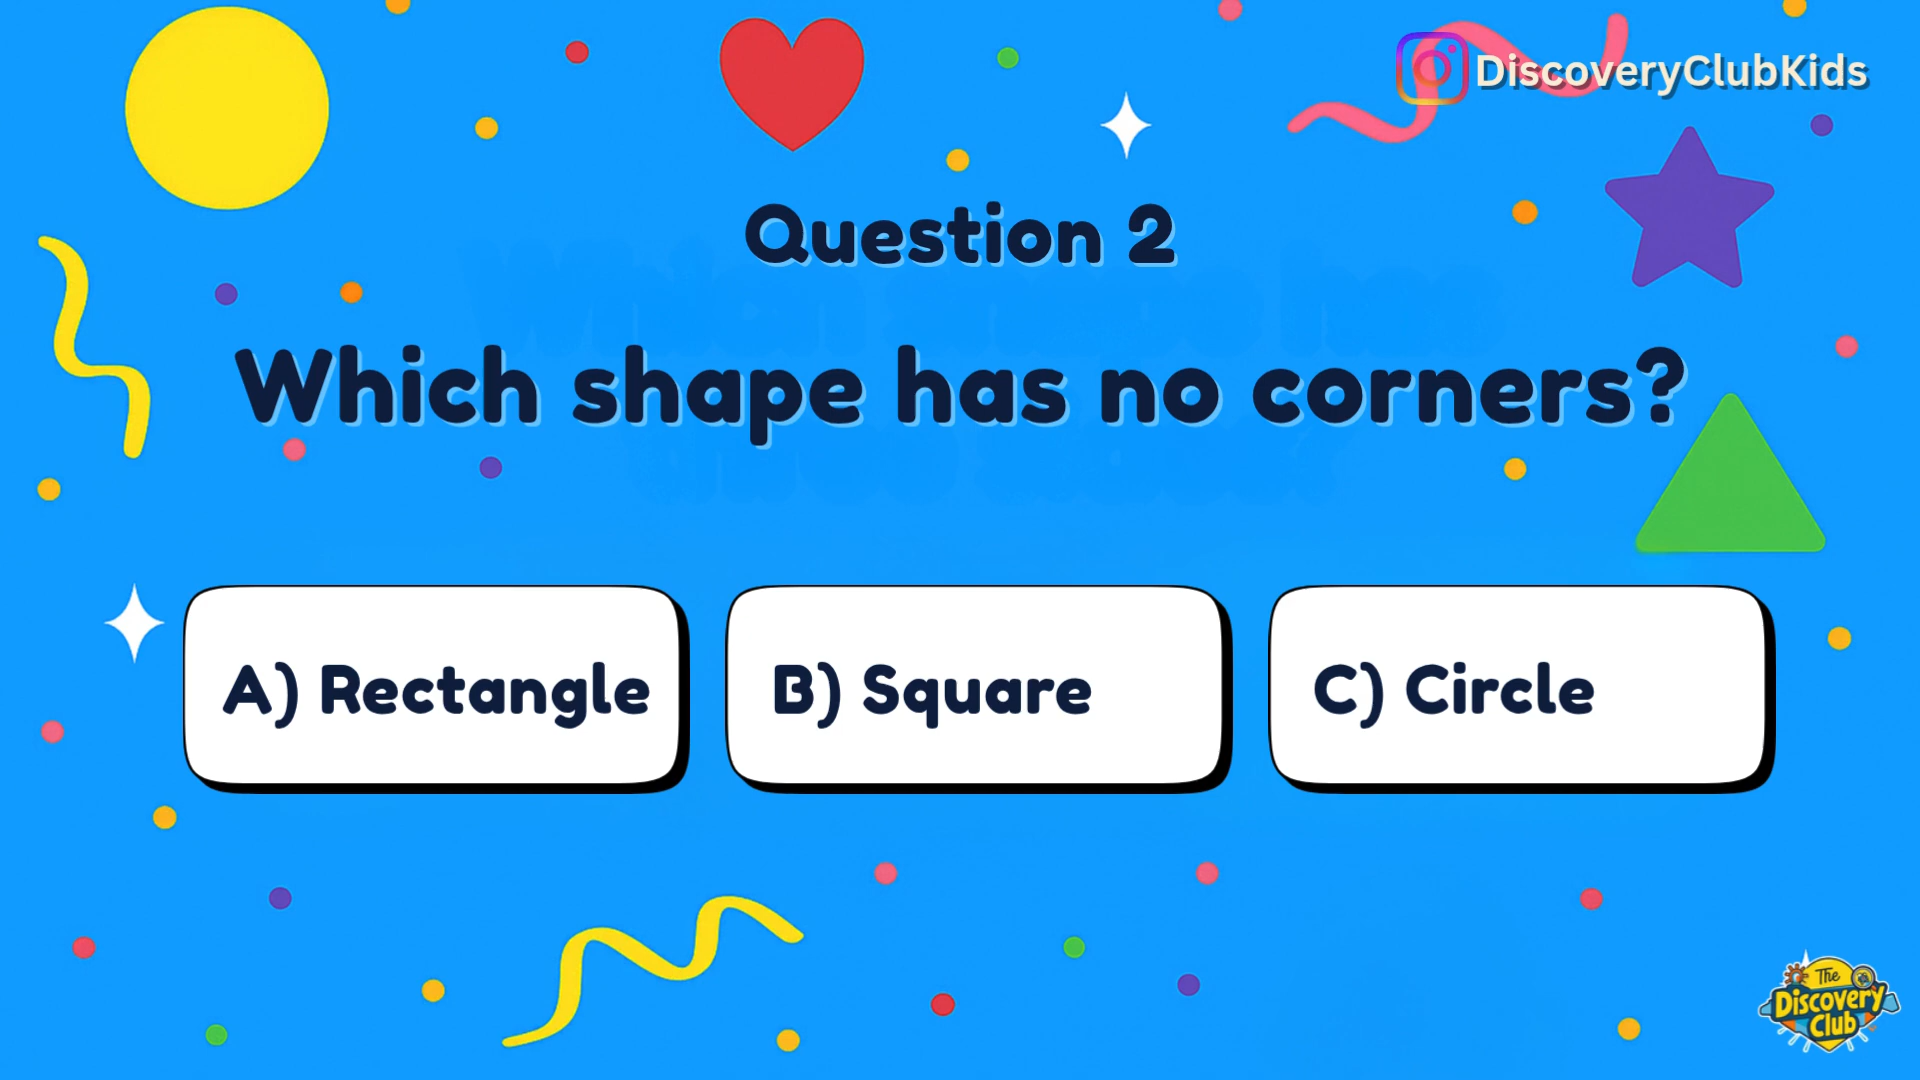 DiscoveryClubKids
Question 2
Which shape has no corners?
A) Rectangle
B) Square
C) Circle
The
Discovery
Club